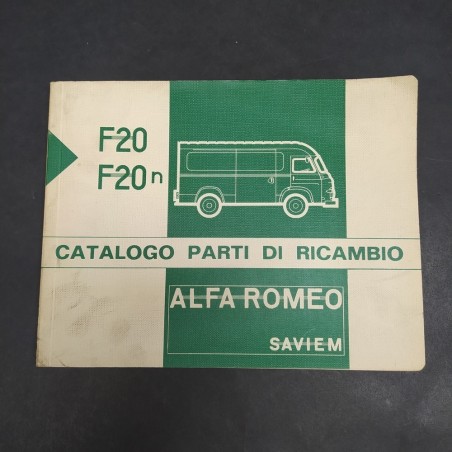 F20
F20n
CATALOGO PARTI DI RICAMBIO
ALFA ROMEO
SAVIEM